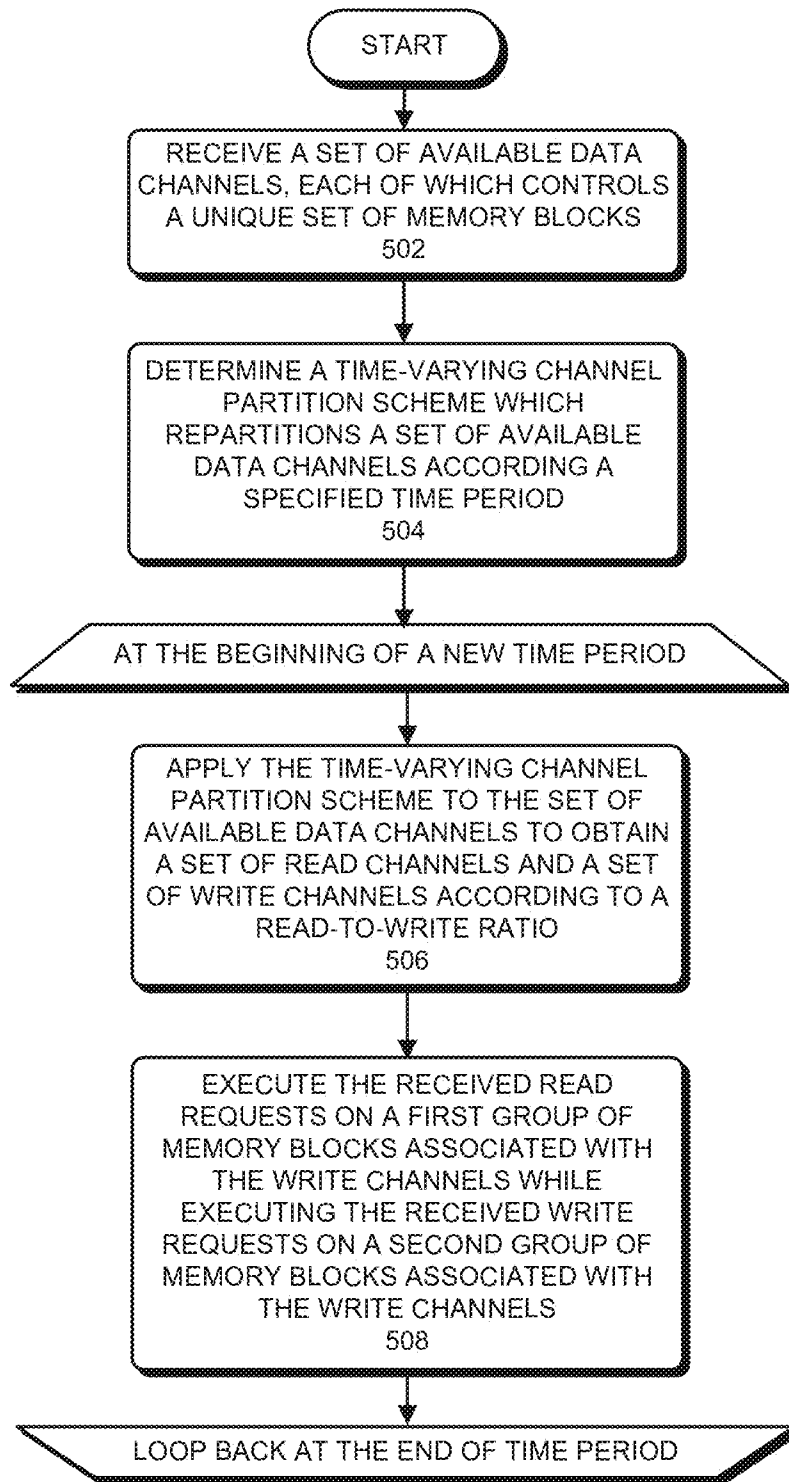 START
RECEIVE A SET OF AVAILABLE DATA
CHANNELS, EACH OF WHICH CONTROLS
A UNIQUE SET OF MEMORY BLOCKS
502
DETERMINE A TIME-VARYING CHANNEL
PARTITION SCHEME WHICH
REPARTITIONS A SET OF AVAILABLE
DATA CHANNELS ACCORDING A
SPECIFIED TIME PERIOD
504
AT THE BEGINNING OF A NEW TIME PERIOD
APPLY THE TIME-VARYING CHANNEL
PARTITION SCHEME TO THE SET OF
AVAILABLE DATA CHANNELS TO OBTAIN
A SET OF READ CHANNELS AND A SET
OF WRITE CHANNELS ACCORDING TO A
READ-TO-WRITE RATIO
506
EXECUTE THE RECEIVED READ
REQUESTS ON A FIRST GROUP OF
MEMORY BLOCKS ASSOCIATED WITH
THE WRITE CHANNELS WHILE
EXECUTING THE RECEIVED WRITE
REQUESTS ON A SECOND GROUP OF
MEMORY BLOCKS ASSOCIATED WITH
THE WRITE CHANNELS
508
LOOP BACK AT THE END OF TIME PERIOD